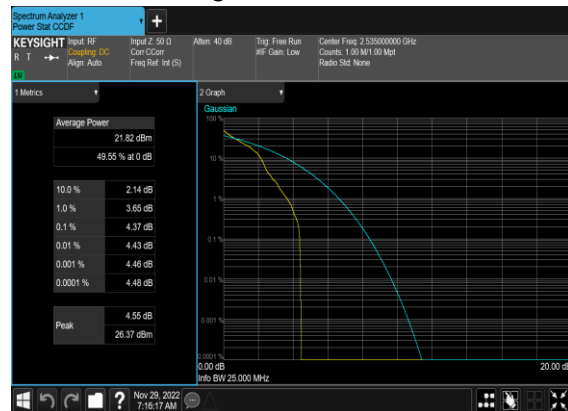 Spectrum Analyzer 1
Power Stat CCDF
+
KEYSIGHT
R T
LXI
Input: RF
Coupling: DC
Align: Auto
Input Z: 50 Ω
Corr CCorr
Freq Ref: Int (S)
Atten: 40 dB
Trig: Free Run
#IF Gain: Low
Center Freq: 2.535000000 GHz
Counts: 1.00 M/1.00 Mpt
Radio Std: None
1 Metrics
Average Power
21.82 dBm
49.55 % at 0 dB
10.0 % 2.14 dB
1.0 % 3.65 dB
0.1 % 4.37 dB
0.01 % 4.43 dB
0.001 % 4.46 dB
0.0001 % 4.48 dB
Peak
4.55 dB
26.37 dBm
2 Graph
Gaussian
100 %
10 %
1 %
0.1 %
0.01 %
0.001 %
0.0001 %
0.00 dB
20.00 dB
Info BW 25.000 MHz
?
Nov 29, 2022
7:16:17 AM